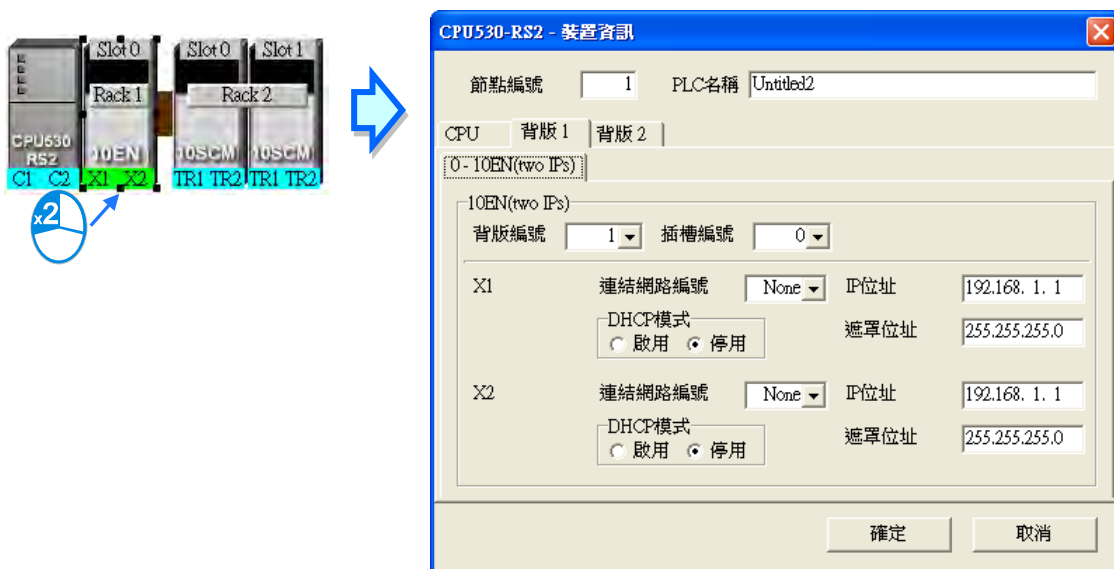 Slot 0
Slot 0
Slot 1
Rack 1
Rack 2
CPU530
RS2
10EN
10SCM
10SCM
C1 C2
X1 X2
TR1 TR2
TR1 TR2
x2
CPU530-RS2 - 裝置資訊
節點編號 1 PLC名稱 Untitled2
CPU 背版 1 背版 2
0 - 10EN(two IPs)
10EN(two IPs)
背版編號 1 插槽編號 0
X1 連結網路編號 None IP位址 192.168. 1. 1
DHCP模式
啟用 停用 遮罩位址 255.255.255.0
X2 連結網路編號 None IP位址 192.168. 1. 1
DHCP模式
啟用 停用 遮罩位址 255.255.255.0
確定 取消